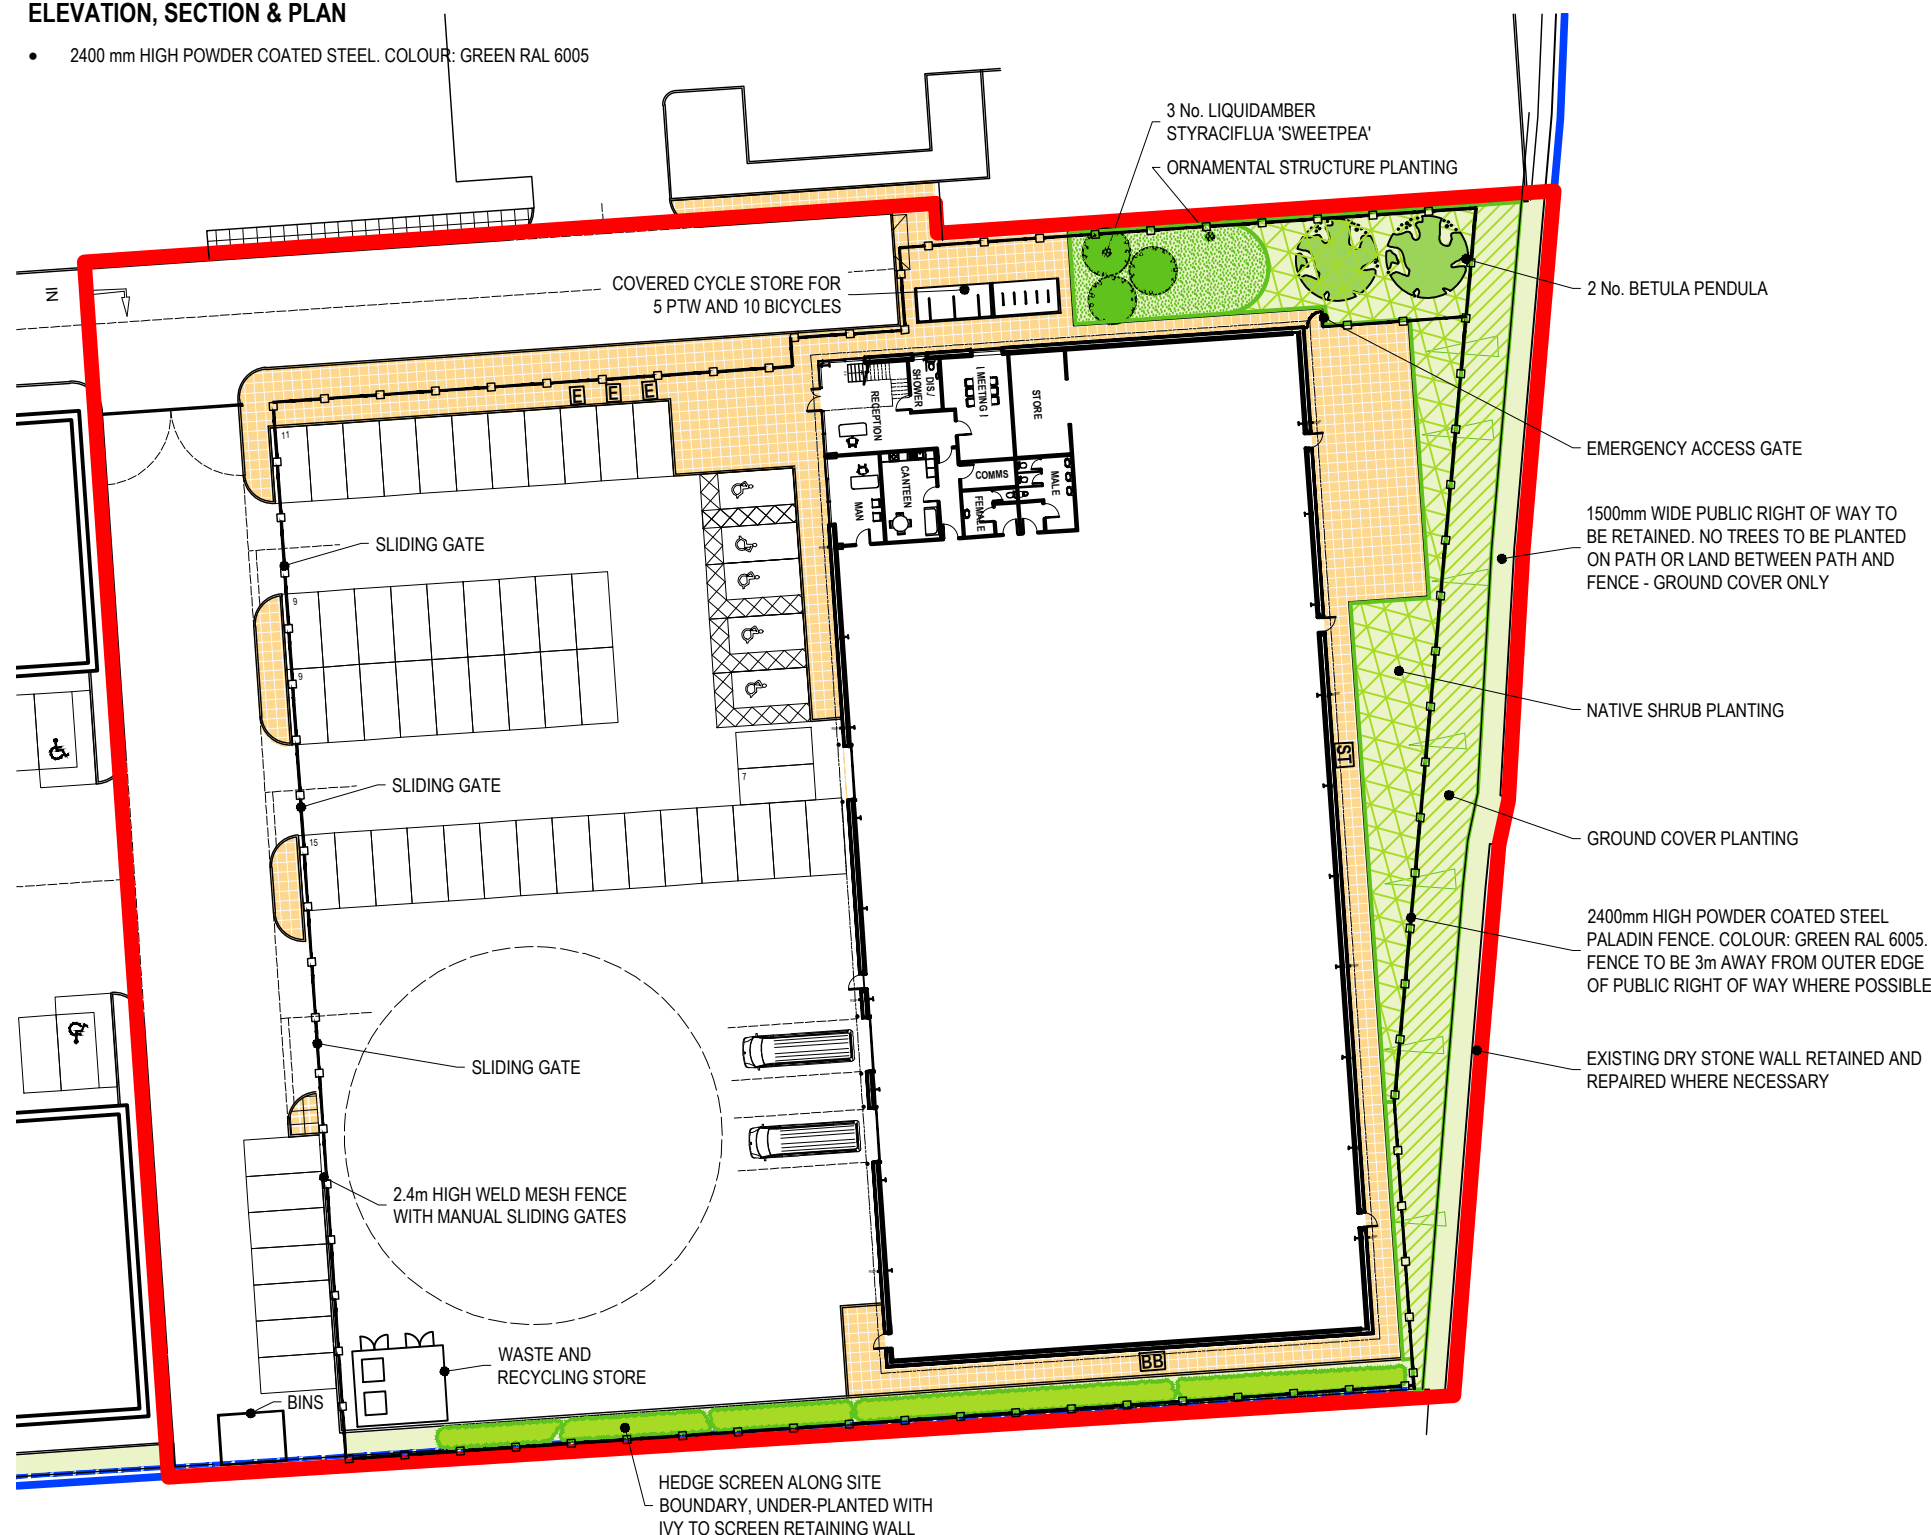 ELEVATION, SECTION & PLAN
• 2400 mm HIGH POWDER COATED STEEL. COLOUR: GREEN RAL 6005
3 No. LIQUIDAMBER
STYRACIFLUA 'SWEETPEA'
ORNAMENTAL STRUCTURE PLANTING
COVERED CYCLE STORE FOR
5 PTW AND 10 BICYCLES
2 No. BETULA PENDULA
IN
E
E
E
11
RECEPTION
DIS./
SHOWER
MEETING
STORE
EMERGENCY ACCESS GATE
MAN
CANTEEN
COMMS
FEMALE
MALE
1500mm WIDE PUBLIC RIGHT OF WAY TO
BE RETAINED. NO TREES TO BE PLANTED
ON PATH OR LAND BETWEEN PATH AND
FENCE - GROUND COVER ONLY
SLIDING GATE
9
9
NATIVE SHRUB PLANTING
ST
7
SLIDING GATE
15
GROUND COVER PLANTING
2400mm HIGH POWDER COATED STEEL
PALADIN FENCE. COLOUR: GREEN RAL 6005.
FENCE TO BE 3m AWAY FROM OUTER EDGE
OF PUBLIC RIGHT OF WAY WHERE POSSIBLE
SLIDING GATE
EXISTING DRY STONE WALL RETAINED AND
REPAIRED WHERE NECESSARY
2.4m HIGH WELD MESH FENCE
WITH MANUAL SLIDING GATES
WASTE AND
RECYCLING STORE
BB
BINS
HEDGE SCREEN ALONG SITE
BOUNDARY, UNDER-PLANTED WITH
IVY TO SCREEN RETAINING WALL